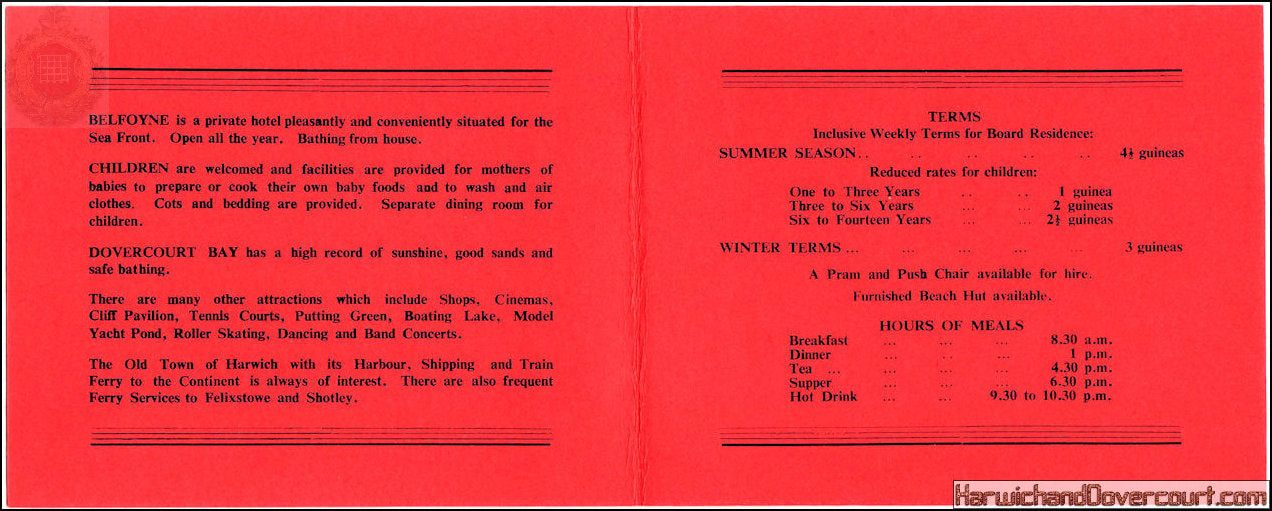 BELFOYNE is a private hotel pleasantly and conveniently situated for the
Sea Front. Open all the year. Bathing from house.
CHILDREN are welcomed and facilities are provided for mothers of
babies to prepare or cook their own baby foods and to wash and air
clothes. Cots and bedding are provided. Separate dining room for
children.
DOVERCOURT BAY has a high record of sunshine, good sands and
safe bathing.
There are many other attractions which include Shops, Cinemas,
Cliff Pavilion, Tennis Courts, Putting Green, Boating Lake, Model
Yacht Pond, Roller Skating, Dancing and Band Concerts.
The Old Town of Harwich with its Harbour, Shipping and Train
Ferry to the Continent is always of interest. There are also frequent
Ferry Services to Felixstowe and Shotley.
TERMS
Inclusive Weekly Terms for Board Residence:
SUMMER SEASON .. .. .. .. .. 4½ guineas
Reduced rates for children:
One to Three Years .. .. 1 guinea
Three to Six Years ... ... 2 guineas
Six to Fourteen Years ... ... 2½ guineas
WINTER TERMS ... ... ... ... ... 3 guineas
A Pram and Push Chair available for hire.
Furnished Beach Hut available.
HOURS OF MEALS
Breakfast ... ... ... 8.30 a.m.
Dinner ... .. ... 1 p.m.
Tea ... ... ... ... 4.30 p.m.
Supper ... ... ... 6.30 p.m.
Hot Drink ... ... 9.30 to 10.30 p.m.
HarwichandDovercourt.com